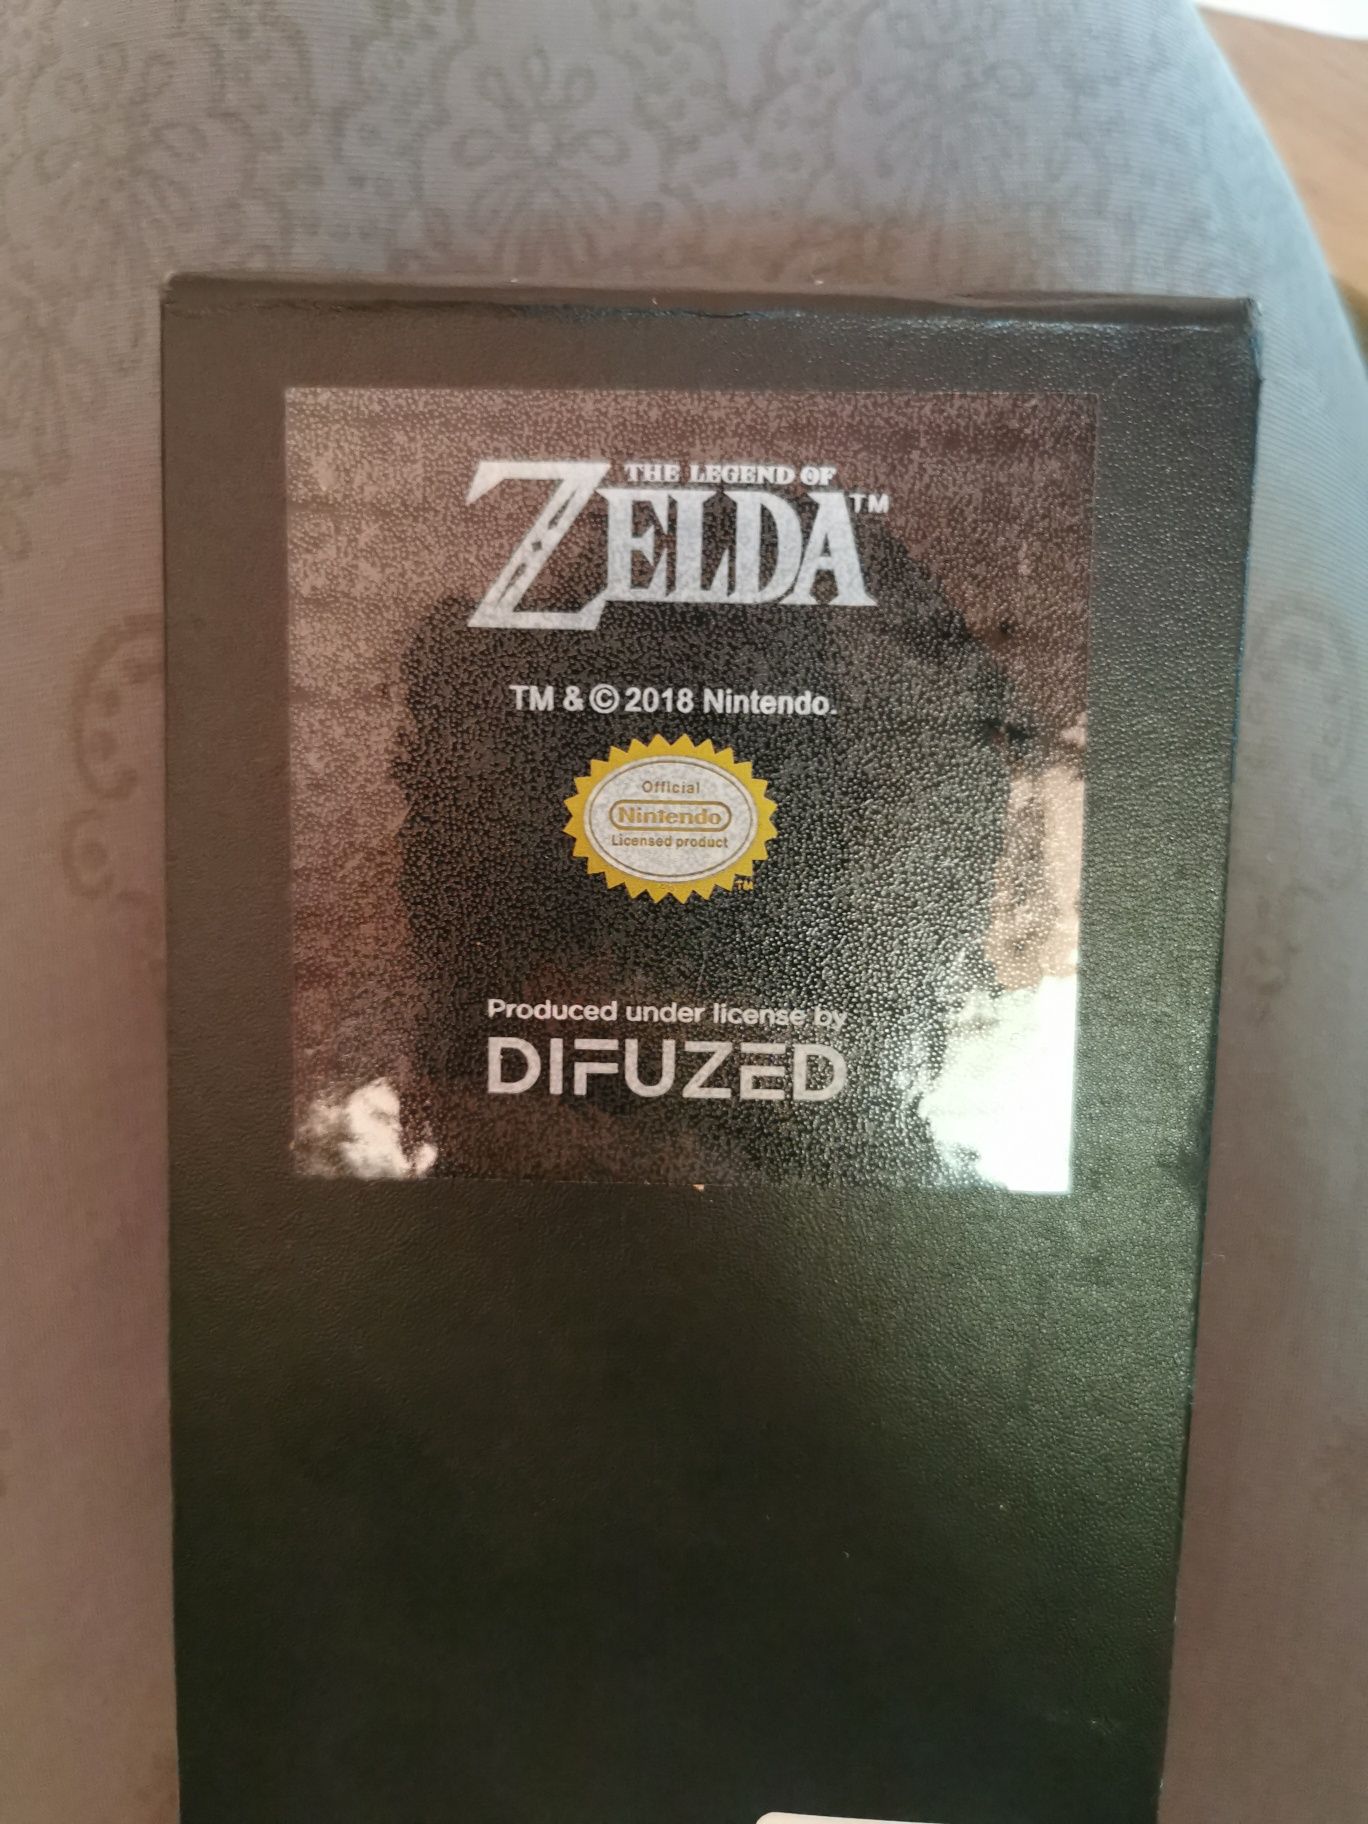 THE LEGEND OF
ZELDA™
TM & © 2018 Nintendo.
Official
Nintendo
Licensed product
TM
Produced under license by
DIFUZED